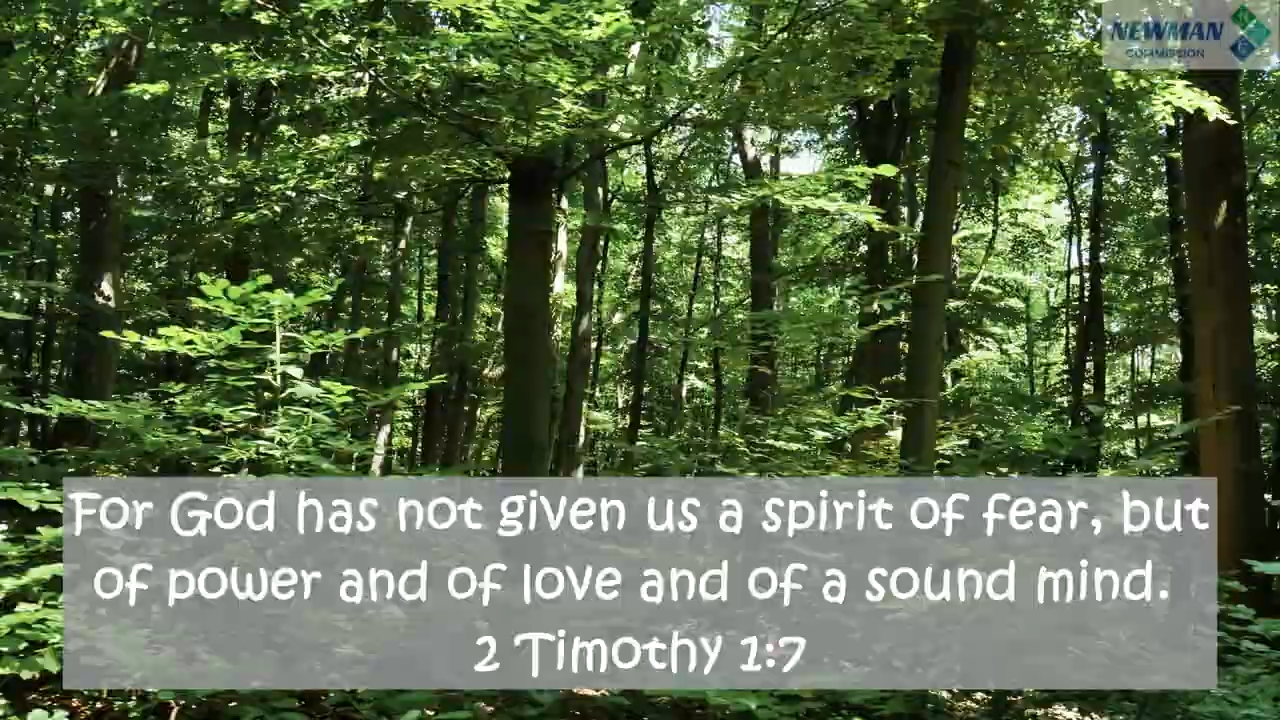 NEWMAN
COMMISSION
For God has not given us a spirit of fear, but
of power and of love and of a sound mind.
2 Timothy 1:7